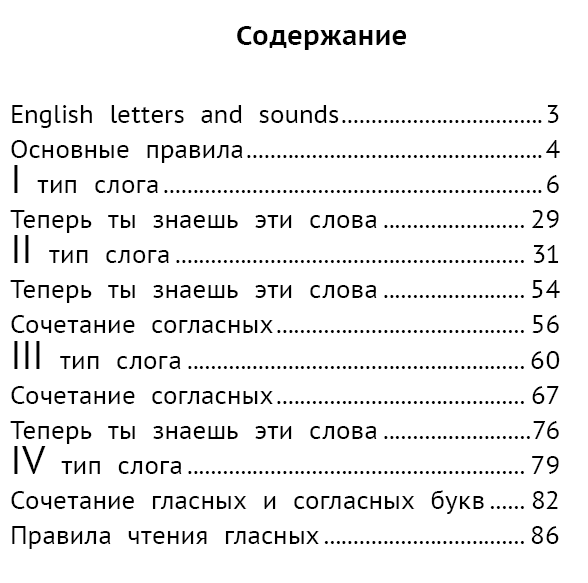 Содержание
English letters and sounds.................................. 3
Основные правила.................................................. 4
I тип слога................................................................ 6
Теперь ты знаешь эти слова ........................ 29
II тип слога........................................................... 31
Теперь ты знаешь эти слова ........................ 54
Сочетание согласных.......................................... 56
III тип слога ......................................................... 60
Сочетание согласных.......................................... 67
Теперь ты знаешь эти слова .........................76
IV тип слога......................................................... 79
Сочетание гласных и согласных букв...... 82
Правила чтения гласных.................................. 86